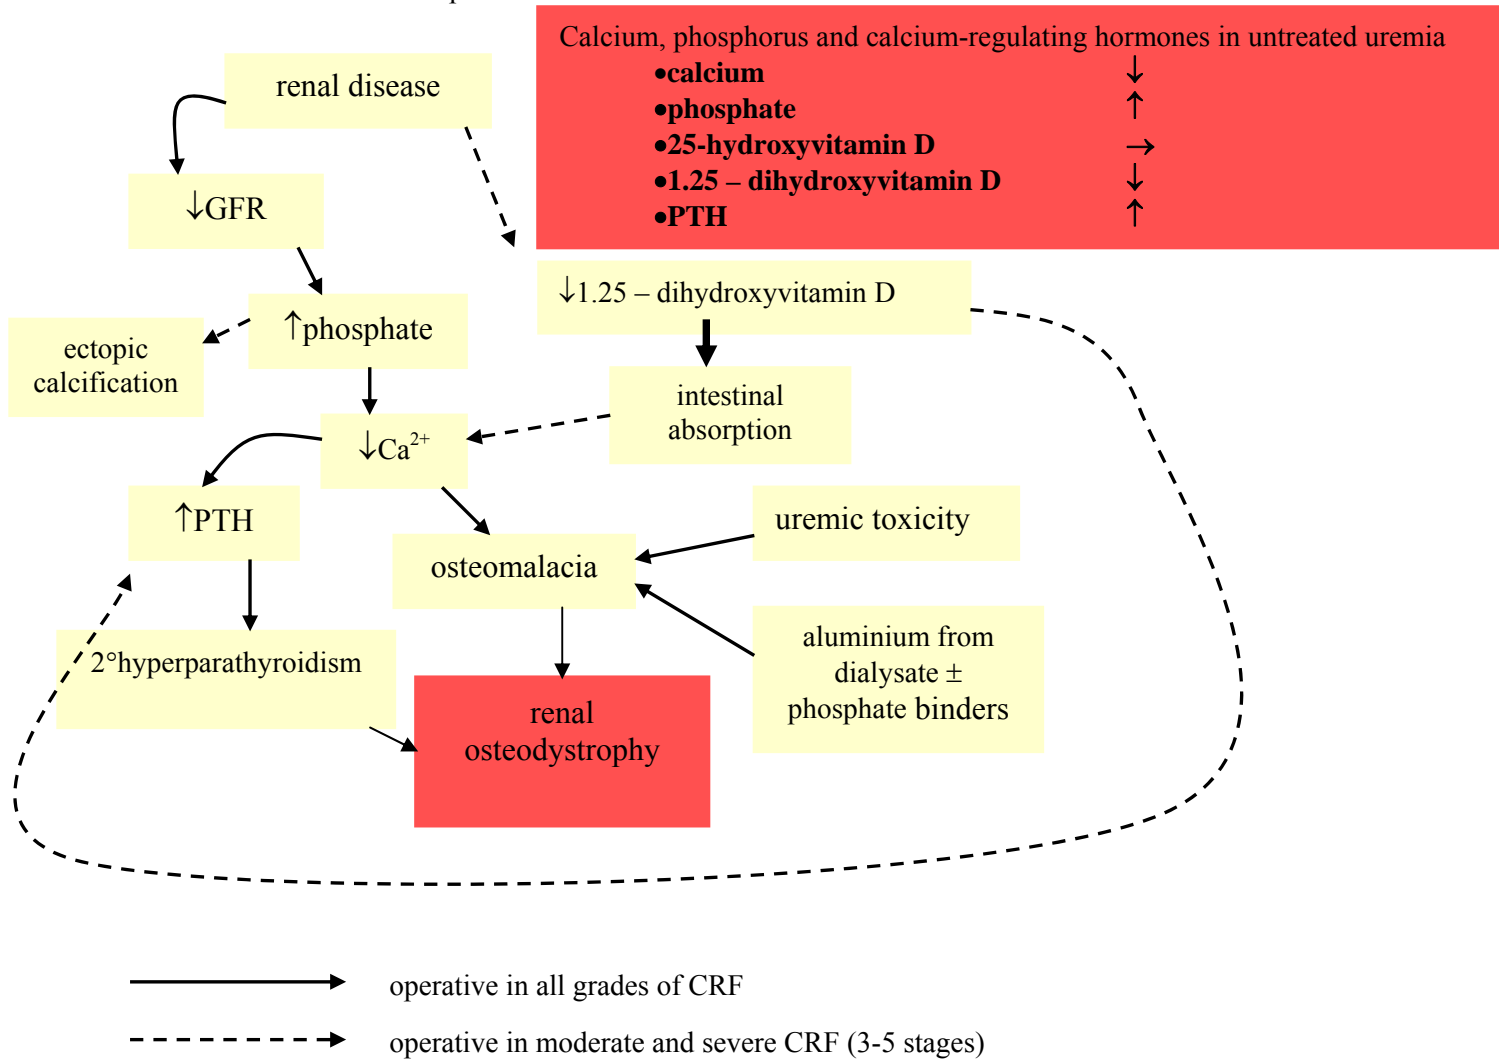 Calcium, phosphorus and calcium-regulating hormones in untreated uremia
•calcium ↓
•phosphate ↑
•25-hydroxyvitamin D →
•1.25 – dihydroxyvitamin D ↓
•PTH ↑
renal disease
↓GFR
↓1.25 – dihydroxyvitamin D
↑phosphate
ectopic
calcification
intestinal
absorption
↓Ca²⁺
↑PTH
uremic toxicity
osteomalacia
aluminium from
dialysate ±
phosphate binders
2°hyperparathyroidism
renal
osteodystrophy
operative in all grades of CRF
operative in moderate and severe CRF (3-5 stages)